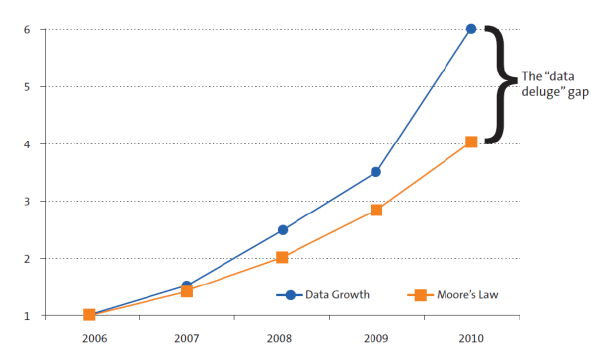 6
The “data
deluge” gap
5
4
3
2
Data Growth Moore’s Law
1
2006 2007 2008 2009 2010